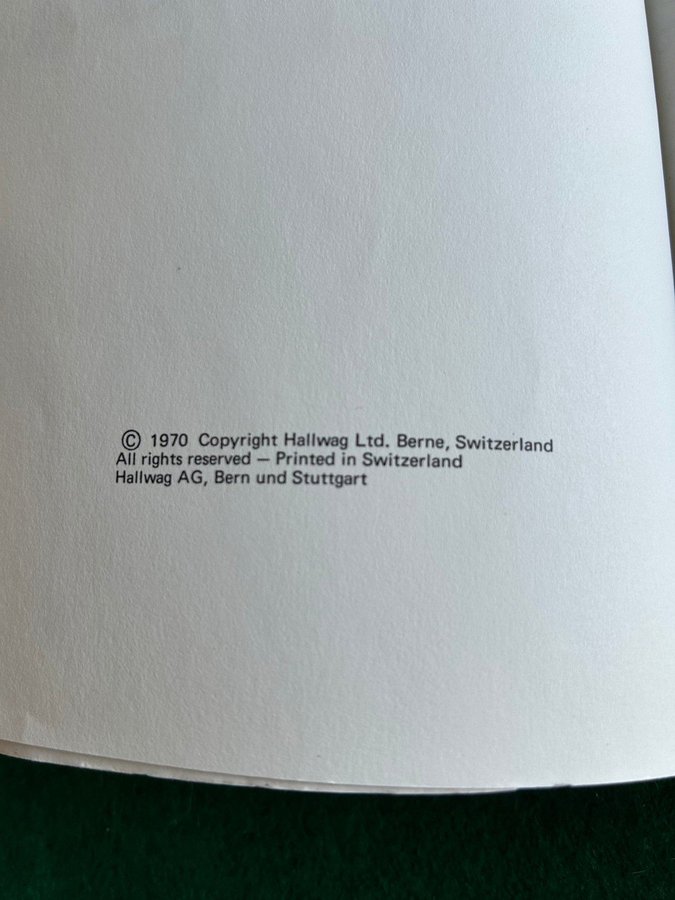 © 1970 Copyright Hallwag Ltd. Berne, Switzerland
All rights reserved — Printed in Switzerland
Hallwag AG, Bern und Stuttgart